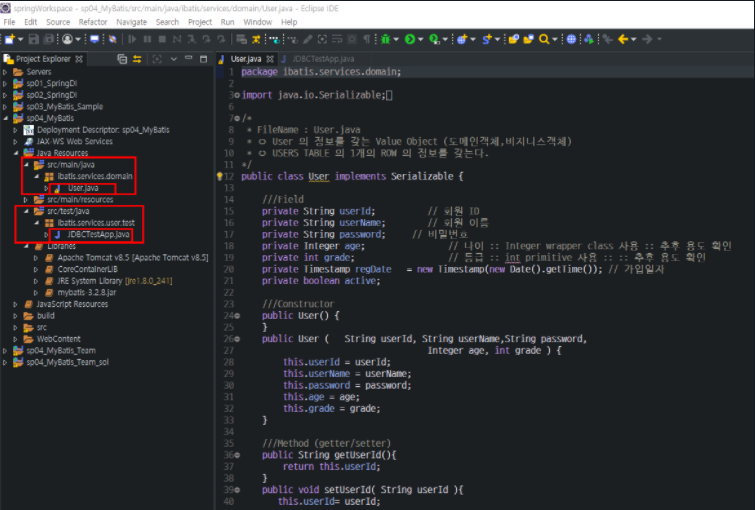 springWorkspace - sp04_MyBatis/src/main/java/ibatis/services/domain/User.java - Eclipse IDE
File Edit Source Refactor Navigate Search Project Run Window Help
Project Explorer
Servers
sp01_SpringDI
sp02_SpringDI
sp03_MyBatis_Sample
sp04_MyBatis
Deployment Descriptor: sp04_MyBatis
JAX-WS Web Services
Java Resources
src/main/java
ibatis.services.domain
User.java
src/main/resources
src/test/java
ibatis.services.user.test
JDBCTestApp.java
Libraries
Apache Tomcat v8.5 [Apache Tomcat v8.5]
CoreContainerLIB
JRE System Library [jre1.8.0_241]
mybatis-3.2.8.jar
JavaScript Resources
build
src
WebContent
sp04_MyBatis_Team
sp04_MyBatis_Team_sol
User.java JDBCTestApp.java
1 package ibatis.services.domain;
2
3 import java.io.Serializable;
6
7 /*
8 * FileName : User.java
9 * ㅇ User 의 정보를 갖는 Value Object (도메인객체,비지니스객체)
10 * ㅇ USERS TABLE 의 1개의 ROW 의 정보를 갖는다.
11 */
12 public class User implements Serializable {
13
14 ///Field
15 private String userId; // 회원 ID
16 private String userName; // 회원 이름
17 private String password; // 비밀번호
18 private Integer age; // 나이 :: Integer wrapper class 사용 :: 추후 용도 확인
19 private int grade; // 등급 :: int primitive 사용 :: :: 추후 용도 확인
20 private Timestamp regDate = new Timestamp(new Date().getTime()); // 가입일자
21 private boolean active;
22
23 ///Constructor
24 public User() {
25 }
26 public User ( String userId, String userName,String password,
27 Integer age, int grade ) {
28 this.userId = userId;
29 this.userName = userName;
30 this.password = password;
31 this.age = age;
32 this.grade = grade;
33 }
34
35 ///Method (getter/setter)
36 public String getUserId(){
37 return this.userId;
38 }
39 public void setUserId( String userId ){
40 this.userId= userId;